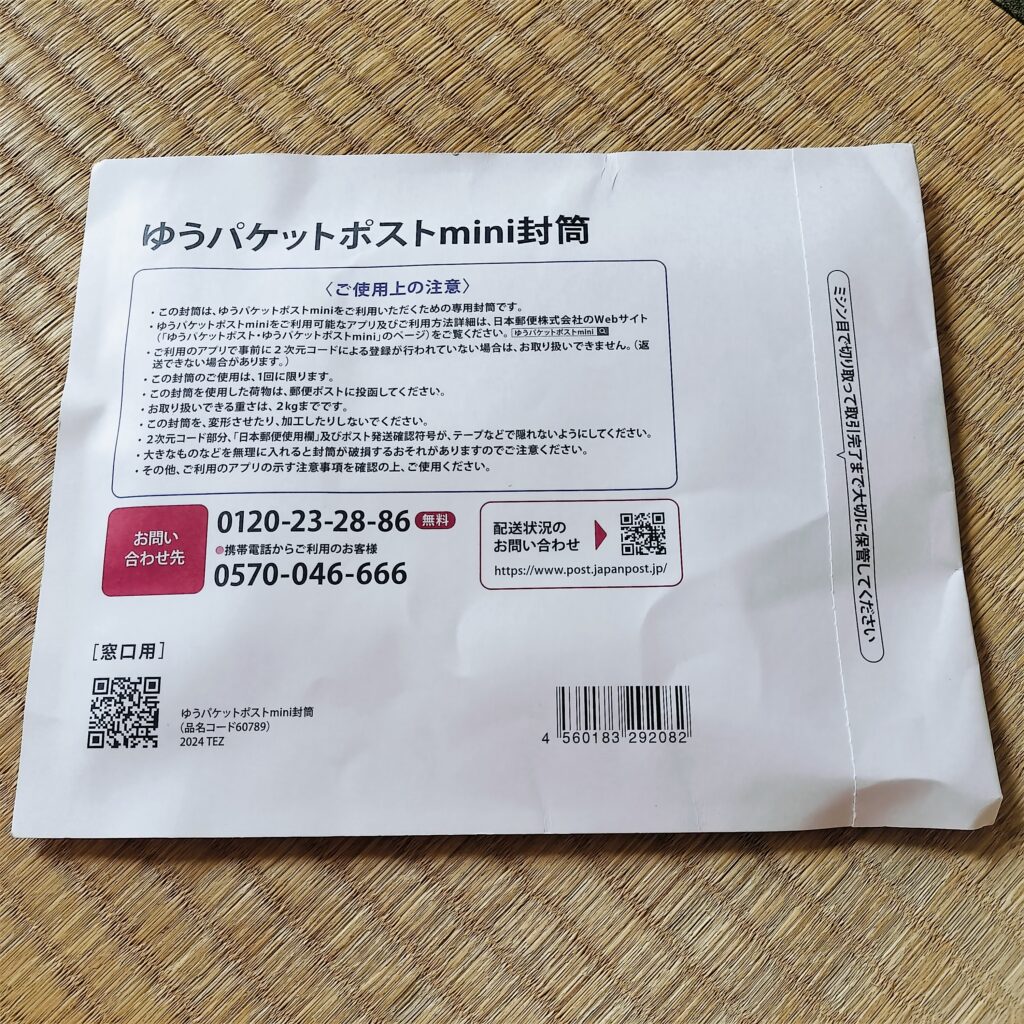 ゆうパケットポストmini封筒
〈ご使用上の注意〉
・この封筒は、ゆうパケットポストminiをご利用いただくための専用封筒です。
・ゆうパケットポストminiをご利用可能なアプリ及びご利用方法詳細は、日本郵便株式会社のWebサイト
（「ゆうパケットポスト・ゆうパケットポストmini」のページ）をご覧ください。 ゆうパケットポストmini
・ご利用のアプリで事前に２次元コードによる登録が行われていない場合は、お取り扱いできません。（返
送できない場合があります。）
・この封筒のご使用は、1回に限ります。
・この封筒を使用した荷物は、郵便ポストに投函してください。
・お取り扱いできる重さは、2kgまでです。
・この封筒を、変形させたり、加工したりしないでください。
・２次元コード部分、「日本郵便使用欄」及びポスト発送確認符号が、テープなどで隠れないようにしてください。
・大きなものなどを無理に入れると封筒が破損するおそれがありますのでご注意ください。
・その他、ご利用のアプリの示す注意事項を確認の上、ご使用ください。
お問い
合わせ先
0120-23-28-86 無料
●携帯電話からご利用のお客様
0570-046-666
配送状況の
お問い合わせ
https://www.post.japanpost.jp/
［窓口用］
ゆうパケットポストmini封筒
（品名コード60789）
2024 TEZ
4 560183 292082
ミシン目で切り取って取引完了まで大切に保管してください